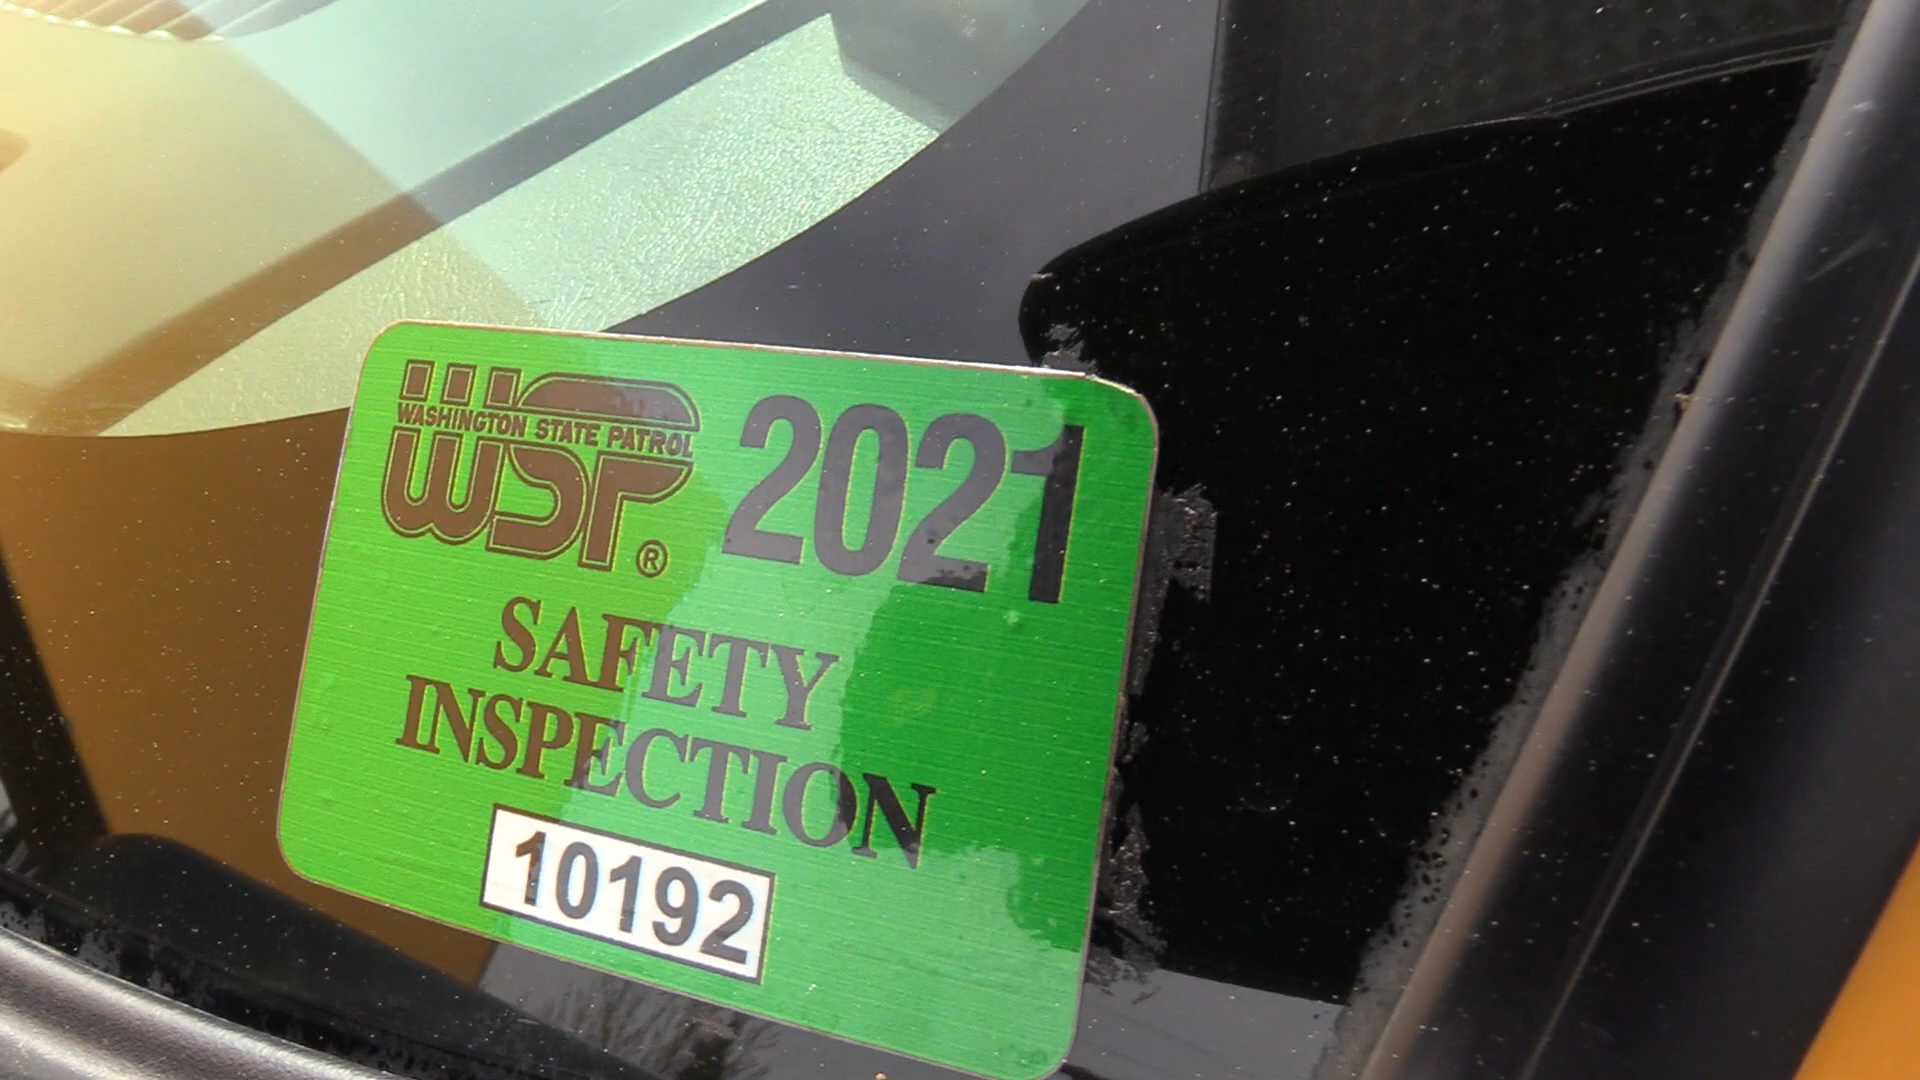 WASHINGTON STATE PATROL
WSP®
2021
SAFETY
INSPECTION
10192